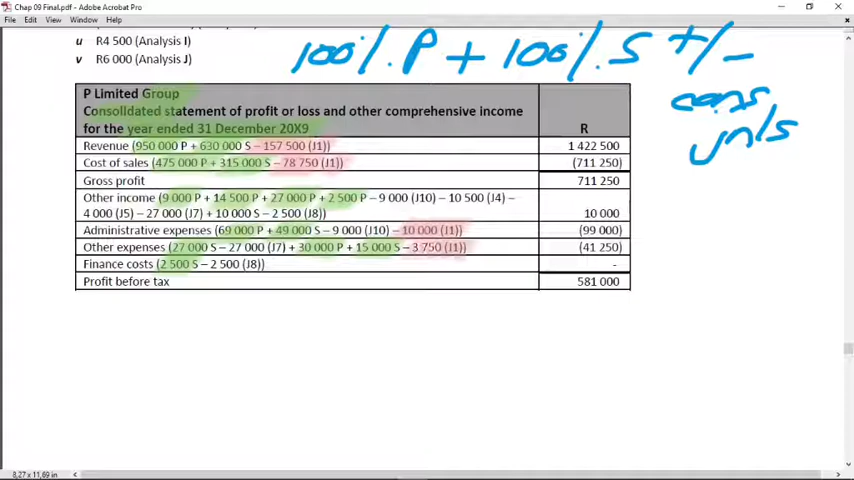 Chap 09 Final.pdf - Adobe Acrobat Pro
File Edit View Window Help
u R4 500 (Analysis I)
v R6 000 (Analysis J)
100% P + 100% S +/-
cons
jnls
P Limited Group
Consolidated statement of profit or loss and other comprehensive income
for the year ended 31 December 20X9 R
Revenue (950 000 P + 630 000 S – 157 500 (J1)) 1 422 500
Cost of sales (475 000 P + 315 000 S – 78 750 (J1)) (711 250)
Gross profit 711 250
Other income (9 000 P + 14 500 P + 27 000 P + 2 500 P – 9 000 (J10) – 10 500 (J4) –
4 000 (J5) – 27 000 (J7) + 10 000 S – 2 500 (J8)) 10 000
Administrative expenses (69 000 P + 49 000 S – 9 000 (J10) – 10 000 (J1)) (99 000)
Other expenses (27 000 S – 27 000 (J7) + 30 000 P + 15 000 S – 3 750 (J1)) (41 250)
Finance costs (2 500 S – 2 500 (J8)) -
Profit before tax 581 000
8,27 x 11,69 in